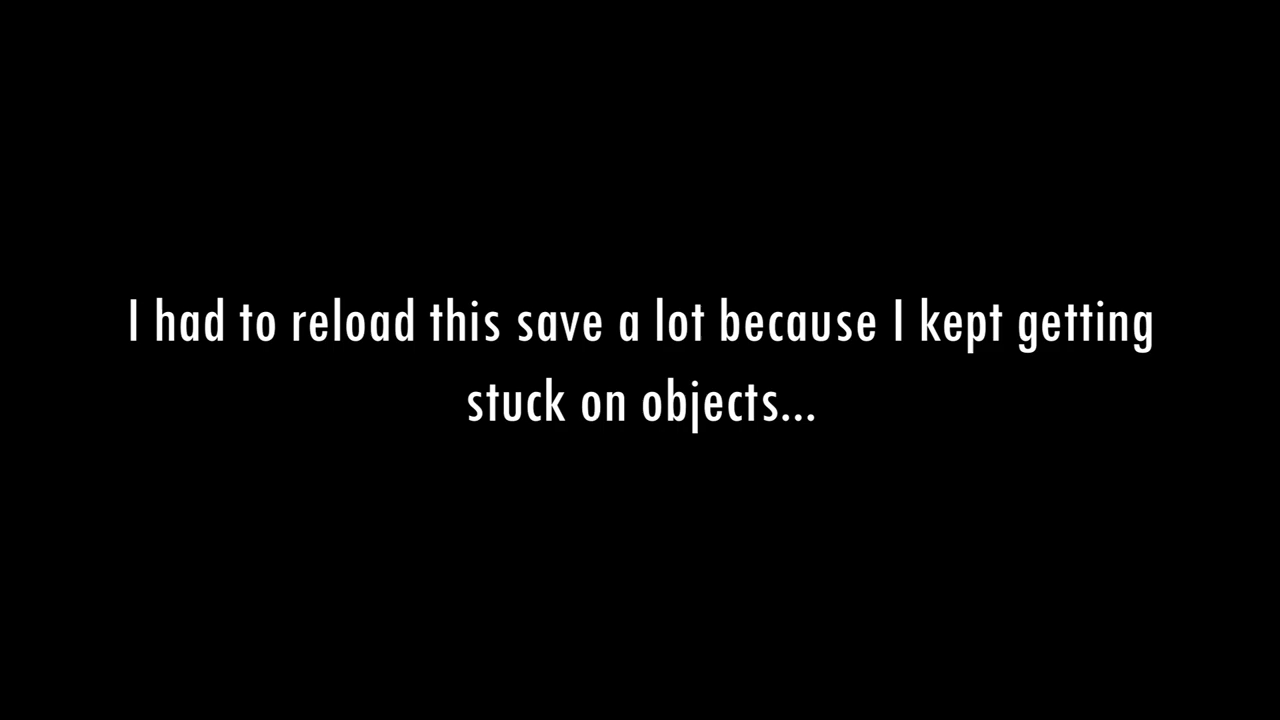 I had to reload this save a lot because I kept getting
stuck on objects...